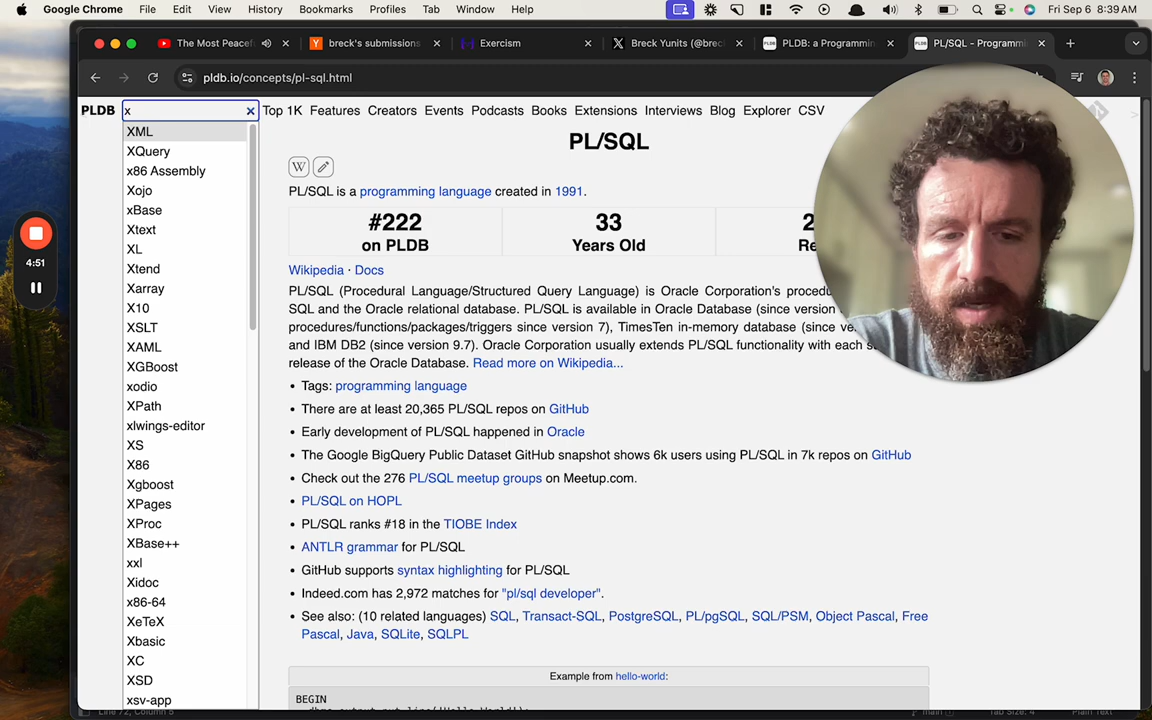 Google Chrome File Edit View History Bookmarks Profiles Tab Window Help Fri Sep 6 8:39 AM
The Most Peacef breck's submissions Exercism Breck Yunits (@brec PLDB: a Programmin PL/SQL - Programmi
pldb.io/concepts/pl-sql.html
PLDB x Top 1K Features Creators Events Podcasts Books Extensions Interviews Blog Explorer CSV
XML
XQuery
x86 Assembly
Xojo
xBase
Xtext
XL
Xtend
Xarray
X10
XSLT
XAML
XGBoost
xodio
XPath
xlwings-editor
XS
X86
Xgboost
XPages
XProc
XBase++
xxl
Xidoc
x86-64
XeTeX
Xbasic
XC
XSD
xsv-app
4:51
PL/SQL
W
PL/SQL is a programming language created in 1991.
#222 33 2
on PLDB Years Old Re
Wikipedia · Docs
PL/SQL (Procedural Language/Structured Query Language) is Oracle Corporation's procedu
SQL and the Oracle relational database. PL/SQL is available in Oracle Database (since version
procedures/functions/packages/triggers since version 7), TimesTen in-memory database (since ve
and IBM DB2 (since version 9.7). Oracle Corporation usually extends PL/SQL functionality with each s
release of the Oracle Database. Read more on Wikipedia...
• Tags: programming language
• There are at least 20,365 PL/SQL repos on GitHub
• Early development of PL/SQL happened in Oracle
• The Google BigQuery Public Dataset GitHub snapshot shows 6k users using PL/SQL in 7k repos on GitHub
• Check out the 276 PL/SQL meetup groups on Meetup.com.
• PL/SQL on HOPL
• PL/SQL ranks #18 in the TIOBE Index
• ANTLR grammar for PL/SQL
• GitHub supports syntax highlighting for PL/SQL
• Indeed.com has 2,972 matches for "pl/sql developer".
• See also: (10 related languages) SQL, Transact-SQL, PostgreSQL, PL/pgSQL, SQL/PSM, Object Pascal, Free
Pascal, Java, SQLite, SQLPL
Example from hello-world:
BEGIN